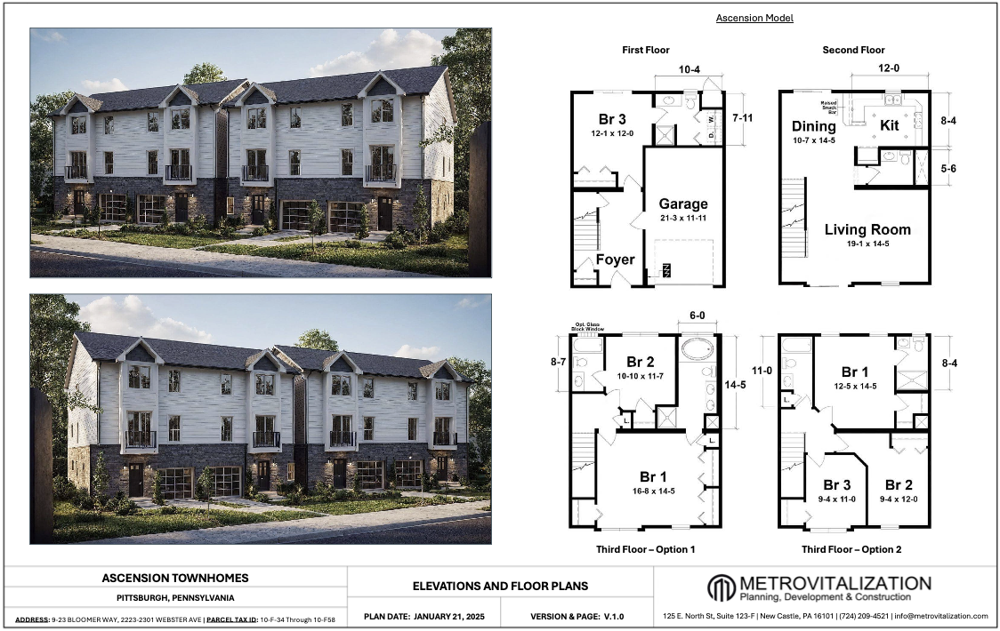 Ascension Model
First Floor
10-4
7-11
Br 3
12-1 x 12-0
D. W.
Garage
21-3 x 11-11
Foyer
Second Floor
12-0
8-4
5-6
Raised
Snack
Bar
Dining
10-7 x 14-5
Kit
Living Room
19-1 x 14-5
Opt. Glass
Block Window
6-0
8-7
14-5
Br 2
10-10 x 11-7
L.
L.
Br 1
16-8 x 14-5
Third Floor – Option 1
11-0
8-4
Br 1
12-5 x 14-5
L.
Br 3
9-4 x 11-0
Br 2
9-4 x 12-0
Third Floor – Option 2
ASCENSION TOWNHOMES
PITTSBURGH, PENNSYLVANIA
ADDRESS: 9-23 BLOOMER WAY, 2223-2301 WEBSTER AVE | PARCEL TAX ID: 10-F-34 Through 10-F58
ELEVATIONS AND FLOOR PLANS
PLAN DATE: JANUARY 21, 2025
VERSION & PAGE: V.1.0
METROVITALIZATION
Planning, Development & Construction
125 E. North St, Suite 123-F | New Castle, PA 16101 | (724) 209-4521 | info@metrovitalization.com